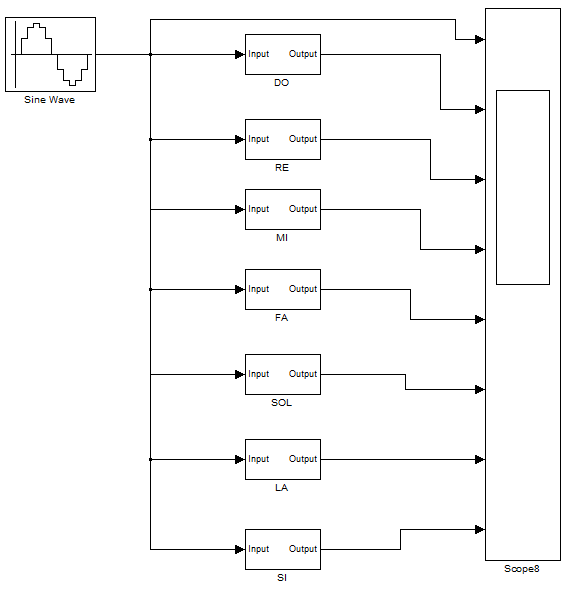 Input Output
Sine Wave
DO
Input Output
RE
Input Output
MI
Input Output
FA
Input Output
SOL
Input Output
LA
Input Output
SI
Scope8